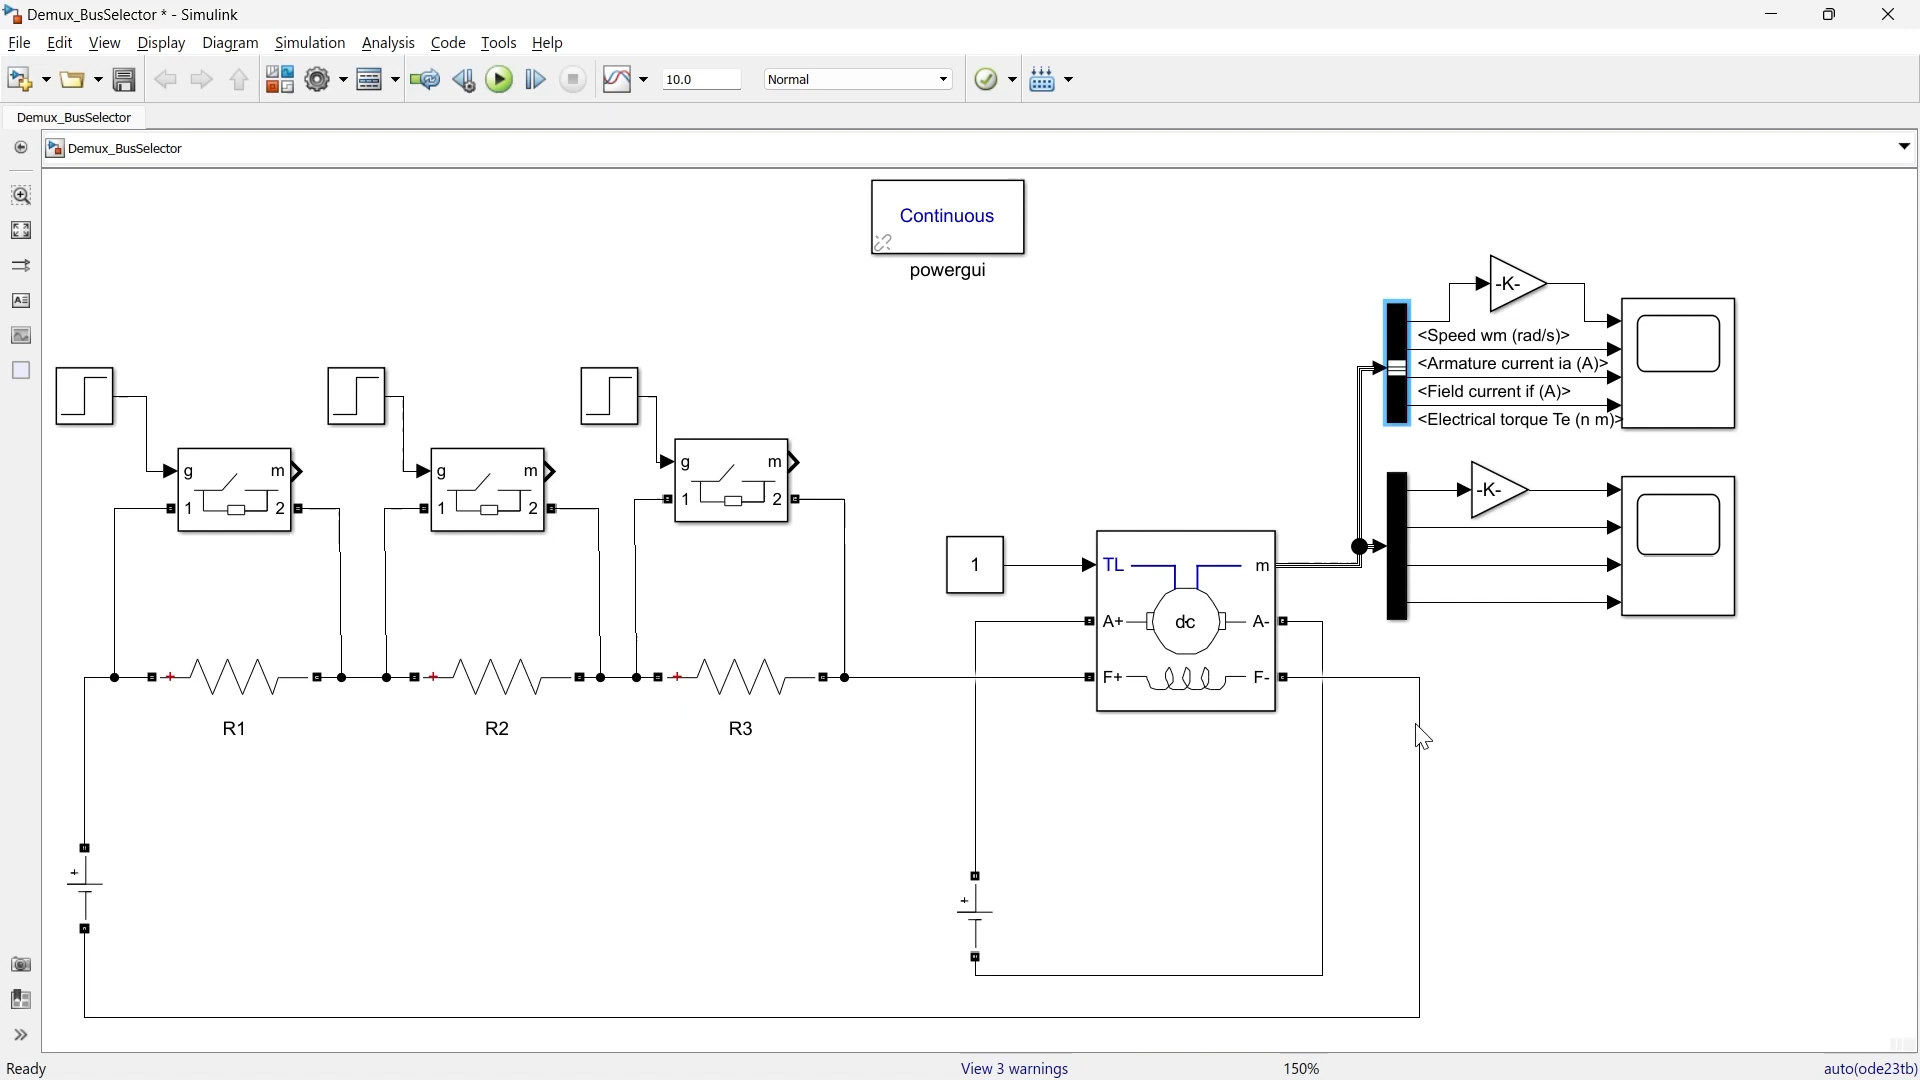 Demux_BusSelector * - Simulink
File Edit View Display Diagram Simulation Analysis Code Tools Help
10.0 Normal
Demux_BusSelector
Demux_BusSelector
Continuous
powergui
-K-
<Speed wm (rad/s)>
<Armature current ia (A)>
<Field current if (A)>
<Electrical torque Te (n m)>
g m
1 2
g m
1 2
g m
1 2
-K-
1
TL m
A+ dc A-
F+ F-
+
+
+
R1
R2
R3
+
+
Ready View 3 warnings 150% auto(ode23tb)